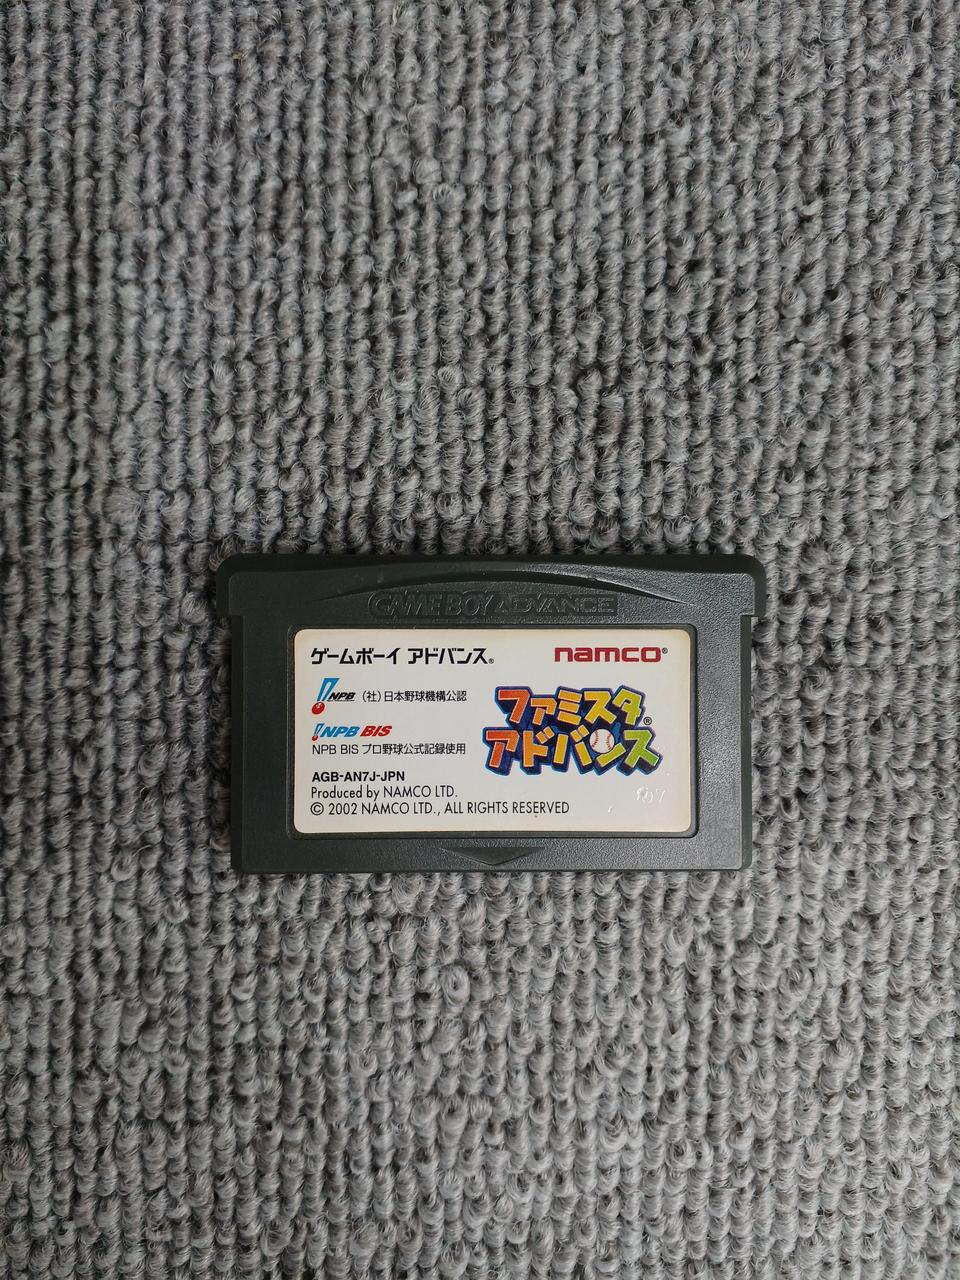 GAME BOY ADVANCE
ゲームボーイ アドバンス®
namco®
NPB (社)日本野球機構公認
NPB BIS
NPB BIS プロ野球公式記録使用
ファミスタ®
アドバンス
AGB-AN7J-JPN
Produced by NAMCO LTD.
© 2002 NAMCO LTD., ALL RIGHTS RESERVED